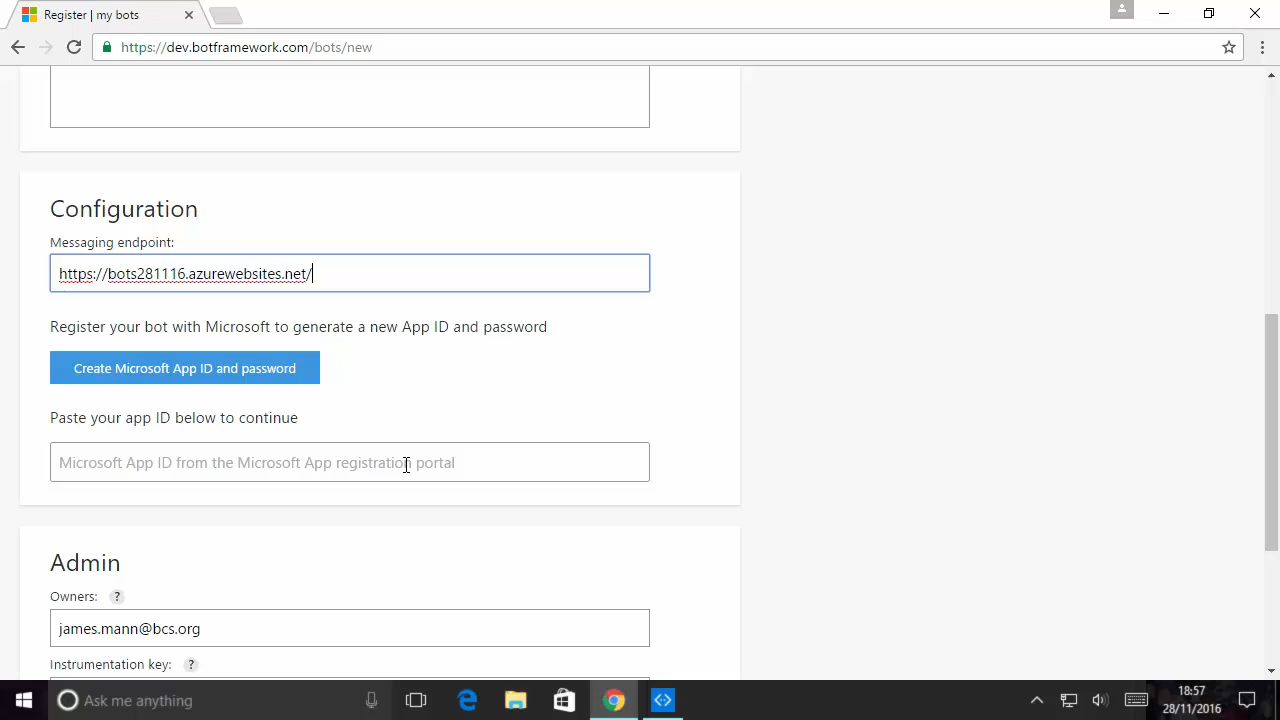 Register | my bots
https://dev.botframework.com/bots/new
Configuration
Messaging endpoint:
https://bots281116.azurewebsites.net/
Register your bot with Microsoft to generate a new App ID and password
Create Microsoft App ID and password
Paste your app ID below to continue
Microsoft App ID from the Microsoft App registration portal
Admin
Owners: ?
james.mann@bcs.org
Instrumentation key: ?
Ask me anything
18:57
28/11/2016